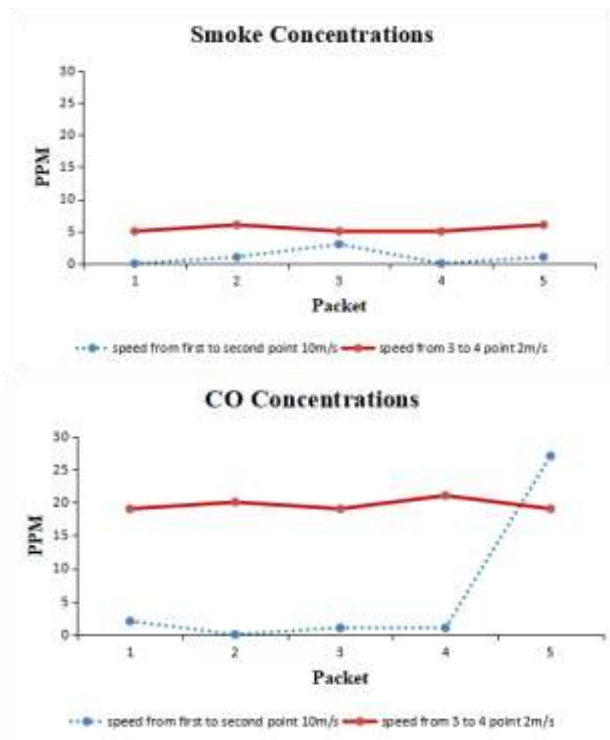 Smoke Concentrations
30
25
20
15
10
5
0
PPM
1 2 3 4 5
Packet
speed from first to second point 10m/s speed from 3 to 4 point 2m/s
CO Concentrations
30
25
20
15
10
5
0
PPM
1 2 3 4 5
Packet
speed from first to second point 10m/s speed from 3 to 4 point 2m/s